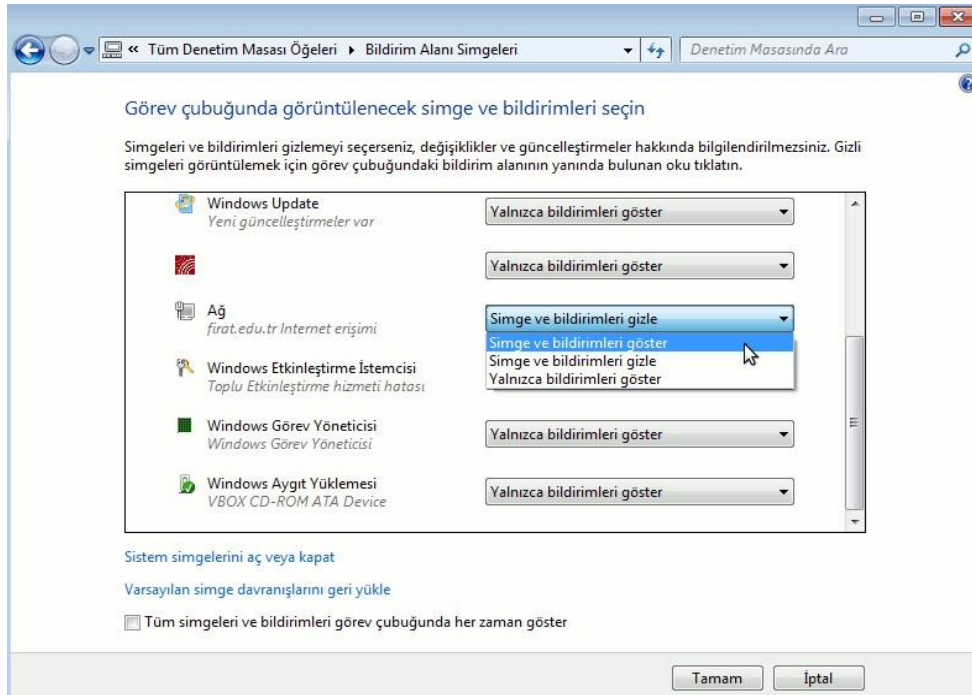 « Tüm Denetim Masası Öğeleri ▸ Bildirim Alanı Simgeleri
Denetim Masasında Ara
Görev çubuğunda görüntülenecek simge ve bildirimleri seçin
Simgeleri ve bildirimleri gizlemeyi seçerseniz, değişiklikler ve güncelleştirmeler hakkında bilgilendirilmezsiniz. Gizli
simgeleri görüntülemek için görev çubuğundaki bildirim alanının yanında bulunan oku tıklatın.
Windows Update
Yeni güncelleştirmeler var
Yalnızca bildirimleri göster
Yalnızca bildirimleri göster
Ağ
firat.edu.tr Internet erişimi
Simge ve bildirimleri gizle
Simge ve bildirimleri göster
Simge ve bildirimleri gizle
Yalnızca bildirimleri göster
Windows Etkinleştirme İstemcisi
Toplu Etkinleştirme hizmeti hatası
Windows Görev Yöneticisi
Windows Görev Yöneticisi
Yalnızca bildirimleri göster
Windows Aygıt Yüklemesi
VBOX CD-ROM ATA Device
Yalnızca bildirimleri göster
Sistem simgelerini aç veya kapat
Varsayılan simge davranışlarını geri yükle
Tüm simgeleri ve bildirimleri görev çubuğunda her zaman göster
Tamam
İptal